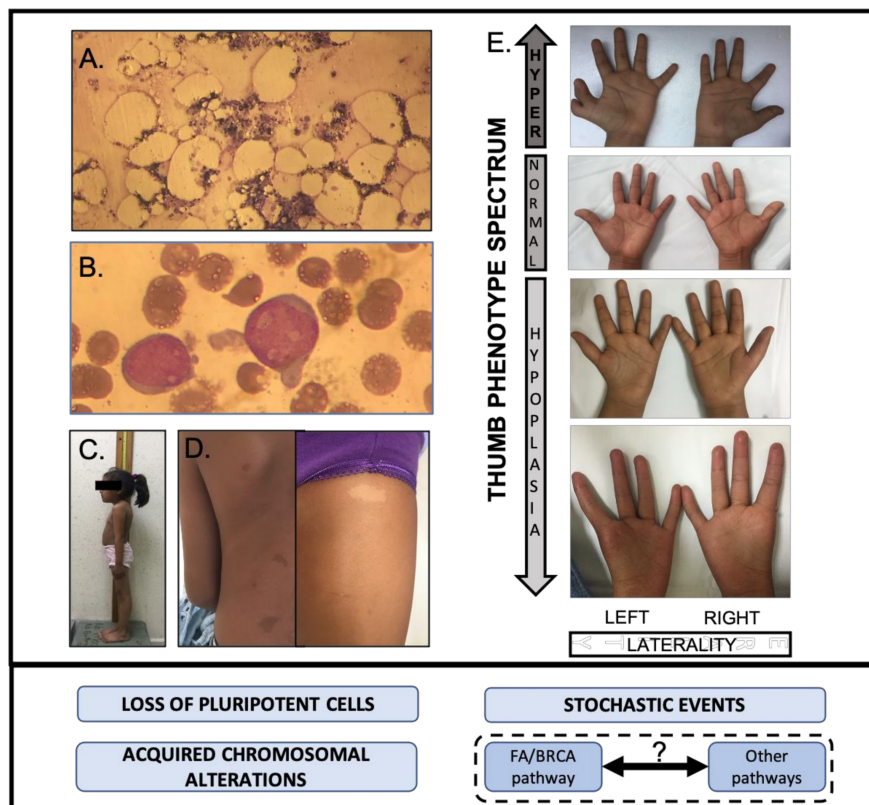 A.
B.
C.
D.
E.
THUMB PHENOTYPE SPECTRUM
HYPER
NORMAL
HYPOPLASIA
LEFT RIGHT
LATERALITY
LOSS OF PLURIPOTENT CELLS
ACQUIRED CHROMOSOMAL
ALTERATIONS
STOCHASTIC EVENTS
FA/BRCA
pathway
?
Other
pathways